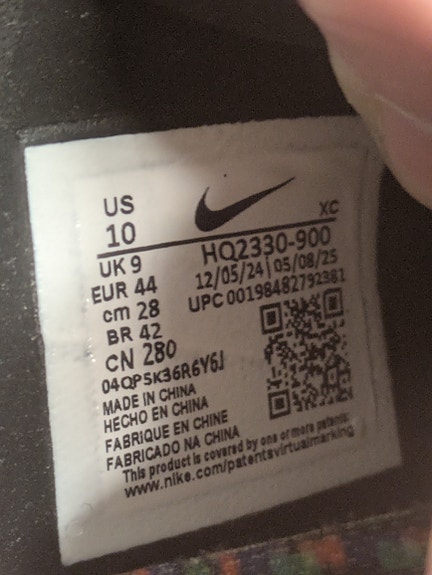 US
10
XC
UK 9
HQ2330-900
EUR 44
12/05/24 | 05/08/25
cm 28
UPC 00198482792381
BR 42
CN 280
04QPSK36R6Y6J
MADE IN CHINA
HECHO EN CHINA
FABRIQUE EN CHINE
FABRICADO NA CHINA
This product is covered by one or more patents:
www.nike.com/patentsvirtualmarking